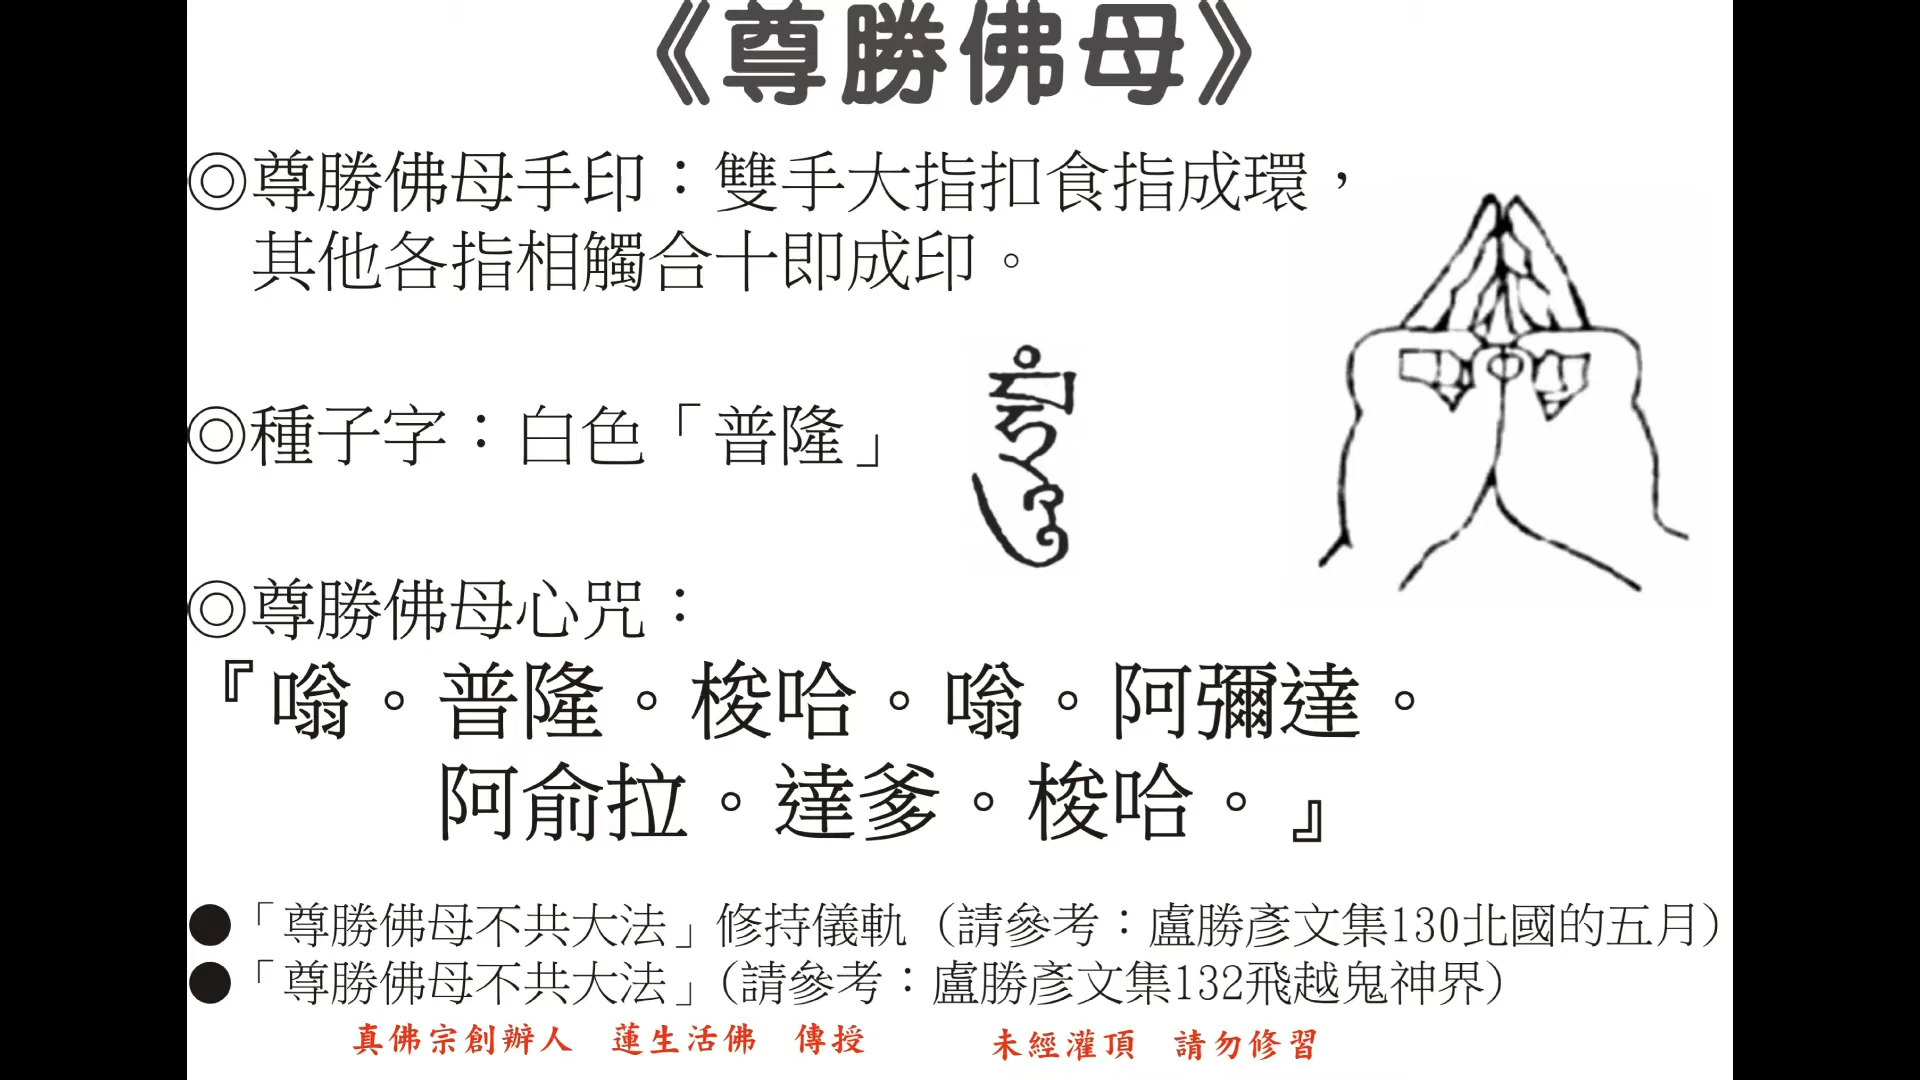 《尊勝佛母》
◎尊勝佛母手印：雙手大指扣食指成環，
其他各指相觸合十即成印。
◎種子字：白色「普隆」
◎尊勝佛母心咒：
『嗡。普隆。梭哈。嗡。阿彌達。
阿俞拉。達爹。梭哈。』
●「尊勝佛母不共大法」修持儀軌（請參考：盧勝彥文集130北國的五月）
●「尊勝佛母不共大法」（請參考：盧勝彥文集132飛越鬼神界）
真佛宗創辦人　蓮生活佛　傳授　未經灌頂　請勿修習